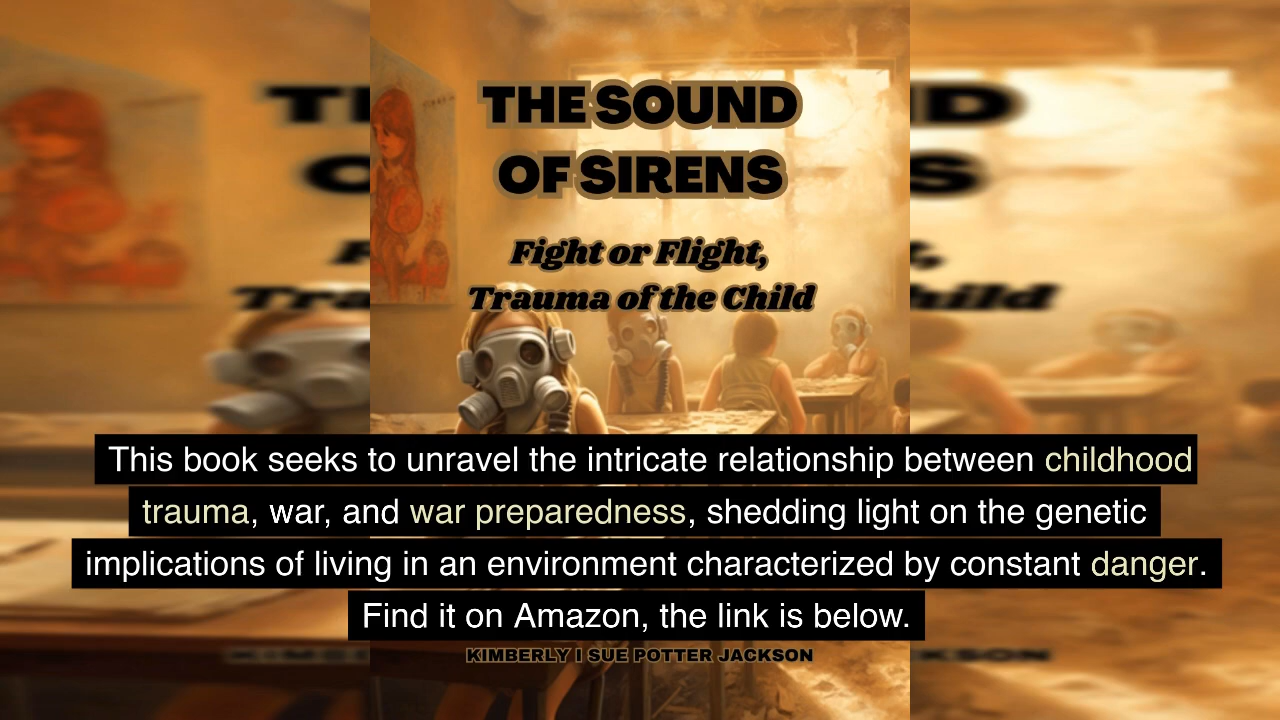 THE SOUND
OF SIRENS
Fight or Flight,
Trauma of the Child
This book seeks to unravel the intricate relationship between childhood
trauma, war, and war preparedness, shedding light on the genetic
implications of living in an environment characterized by constant danger.
Find it on Amazon, the link is below.
KIMBERLY I SUE POTTER JACKSON